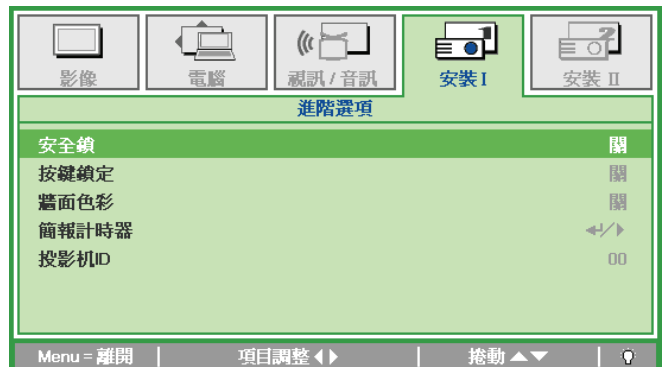 影像
電腦
視訊 / 音訊
安裝 I
安裝 II
進階選項
安全鎖 關
按鍵鎖定 關
牆面色彩 關
簡報計時器
投影机ID 00
Menu = 離開 項目調整 捲動